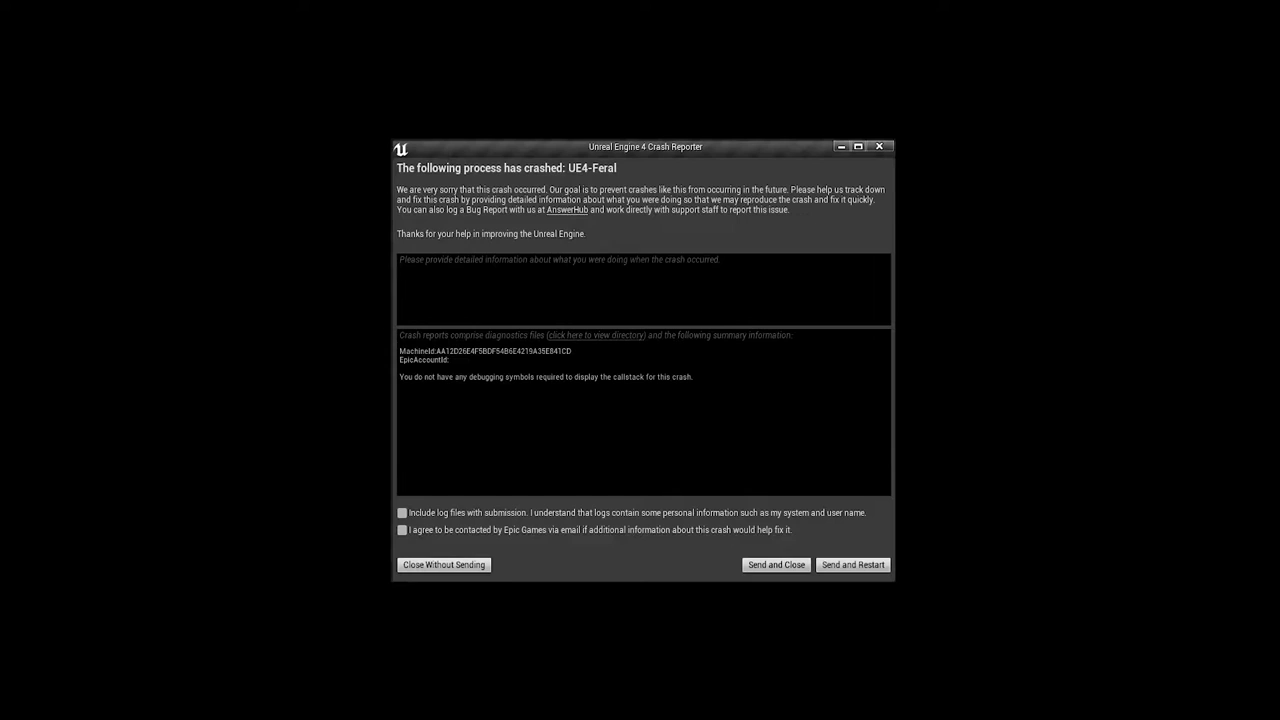 Unreal Engine 4 Crash Reporter
The following process has crashed: UE4-Feral
We are very sorry that this crash occurred. Our goal is to prevent crashes like this from occurring in the future. Please help us track down
and fix this crash by providing detailed information about what you were doing so that we may reproduce the crash and fix it quickly.
You can also log a Bug Report with us at AnswerHub and work directly with support staff to report this issue.
Thanks for your help in improving the Unreal Engine.
Please provide detailed information about what you were doing when the crash occurred.
Crash reports comprise diagnostics files (click here to view directory) and the following summary information:
MachineId:AA12D26E4F5BDF54B6E4219A35E841CD
EpicAccountId:
You do not have any debugging symbols required to display the callstack for this crash.
Include log files with submission. I understand that logs contain some personal information such as my system and user name.
I agree to be contacted by Epic Games via email if additional information about this crash would help fix it.
Close Without Sending
Send and Close
Send and Restart